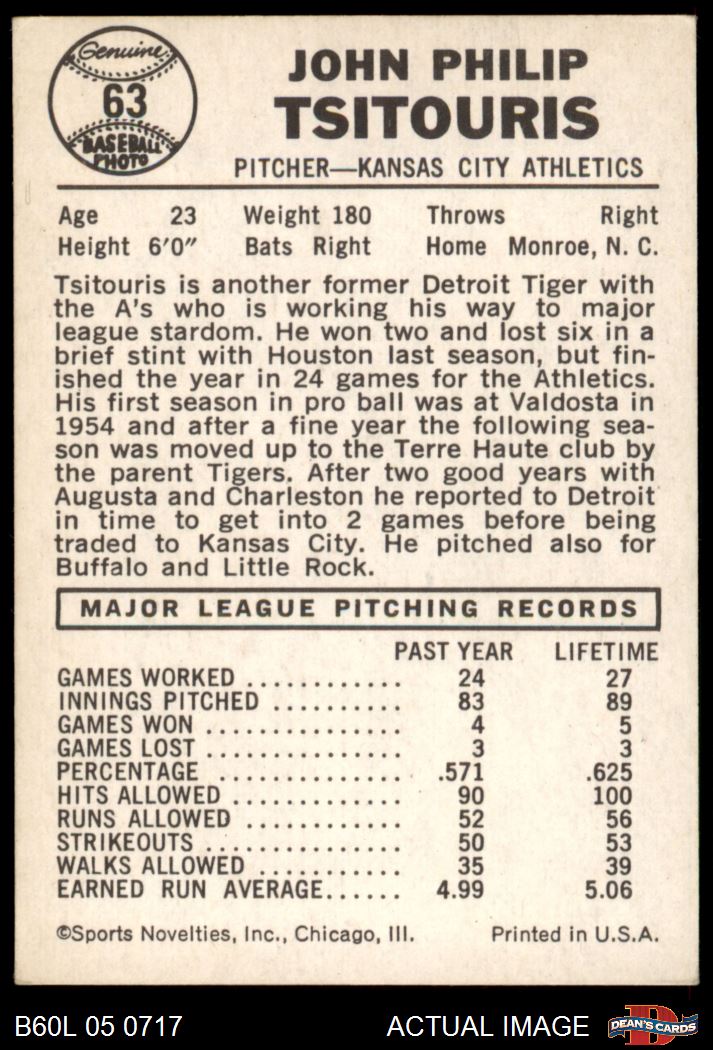 Genuine
63
BASEBALL
PHOTO
JOHN PHILIP
TSITOURIS
PITCHER—KANSAS CITY ATHLETICS
Age 23 Weight 180 Throws Right
Height 6'0" Bats Right Home Monroe, N. C.
Tsitouris is another former Detroit Tiger with
the A's who is working his way to major
league stardom. He won two and lost six in a
brief stint with Houston last season, but fin-
ished the year in 24 games for the Athletics.
His first season in pro ball was at Valdosta in
1954 and after a fine year the following sea-
son was moved up to the Terre Haute club by
the parent Tigers. After two good years with
Augusta and Charleston he reported to Detroit
in time to get into 2 games before being
traded to Kansas City. He pitched also for
Buffalo and Little Rock.
MAJOR LEAGUE PITCHING RECORDS
PAST YEAR LIFETIME
GAMES WORKED ............ 24 27
INNINGS PITCHED .......... 83 89
GAMES WON ............... 4 5
GAMES LOST .............. 3 3
PERCENTAGE .............. .571 .625
HITS ALLOWED ............. 90 100
RUNS ALLOWED ............ 52 56
STRIKEOUTS ............... 50 53
WALKS ALLOWED ........... 35 39
EARNED RUN AVERAGE...... 4.99 5.06
©Sports Novelties, Inc., Chicago, Ill. Printed in U.S.A.
B60L 05 0717 ACTUAL IMAGE D DEAN'S CARDS